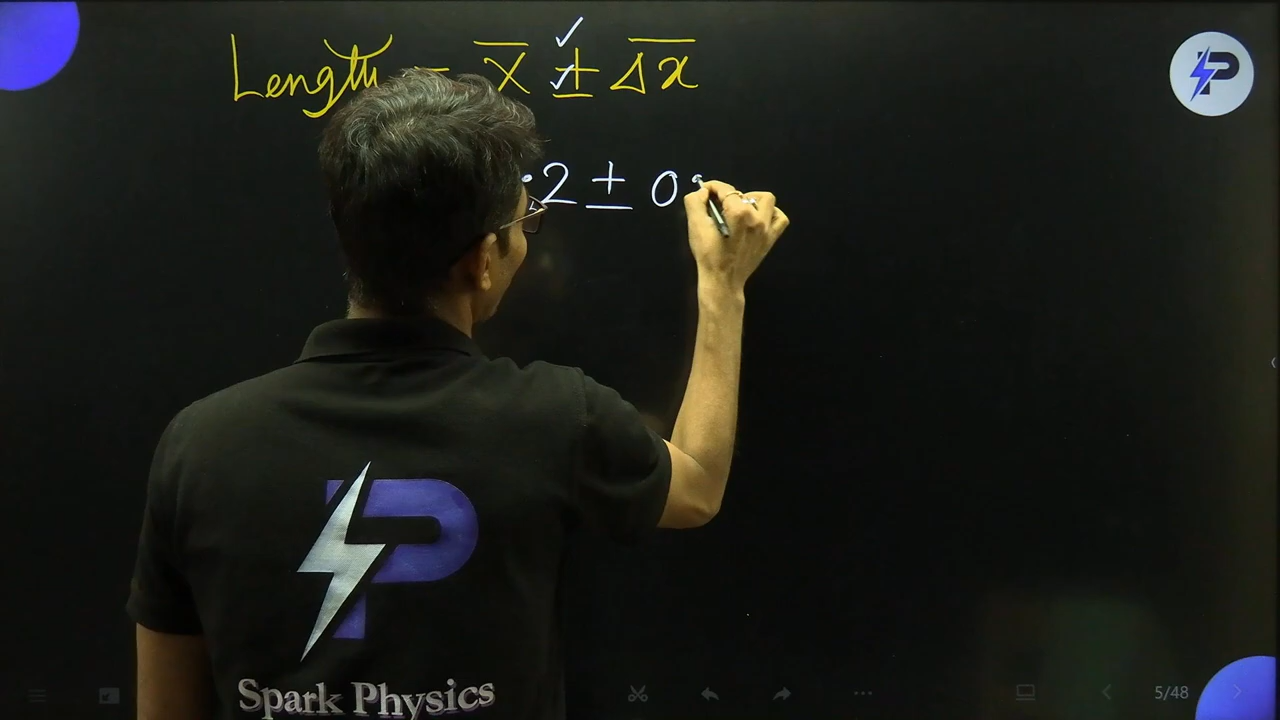 Length = x̄ ± Δx̄
.2 ± 0.
P
P
Spark Physics
5/48